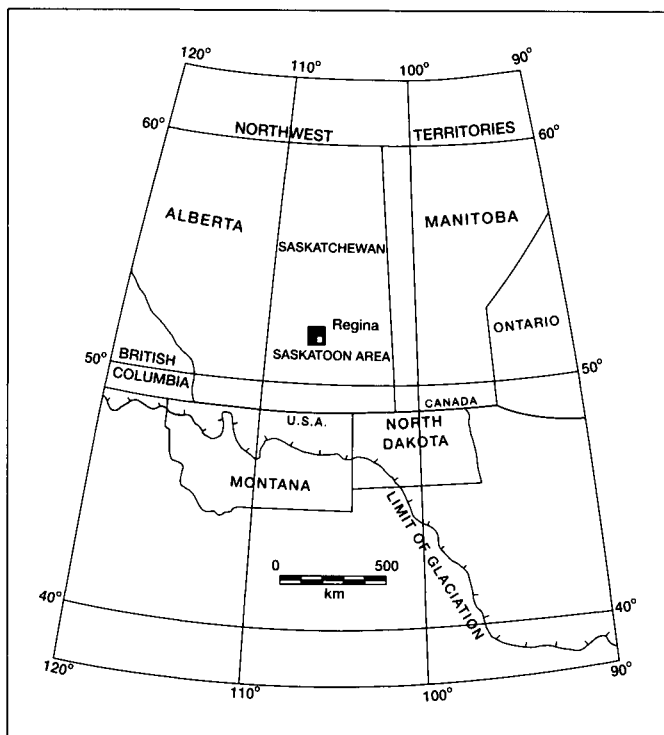 120°
110°
100°
90°
60°
NORTHWEST
TERRITORIES
60°
ALBERTA
MANITOBA
SASKATCHEWAN
Regina
ONTARIO
SASKATOON AREA
50°
BRITISH
COLUMBIA
50°
CANADA
U.S.A.
NORTH
DAKOTA
MONTANA
LIMIT OF GLACIATION
0 500
km
40°
40°
120°
110°
100°
90°